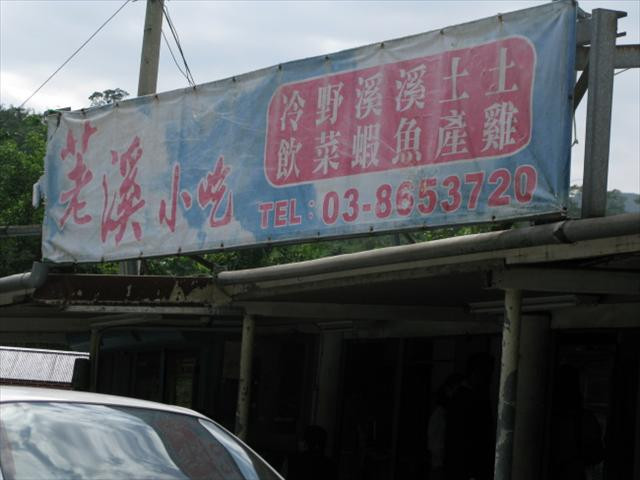 荖溪小吃
土雞
土產
溪魚
溪蝦
野菜
冷飲
TEL:03-8653720